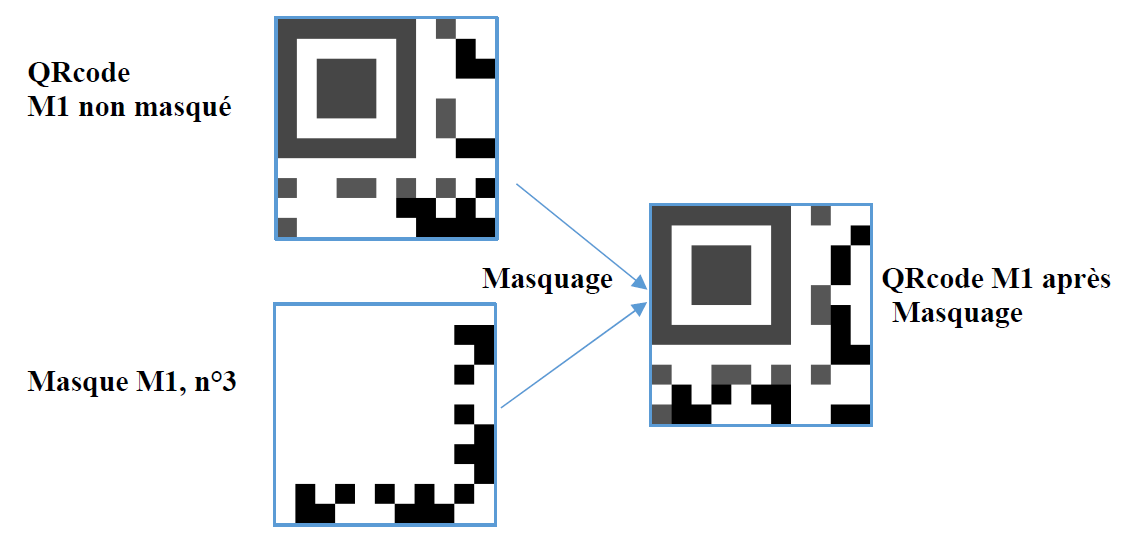 QRcode
M1 non masqué
Masquage
QRcode M1 après
Masquage
Masque M1, n°3